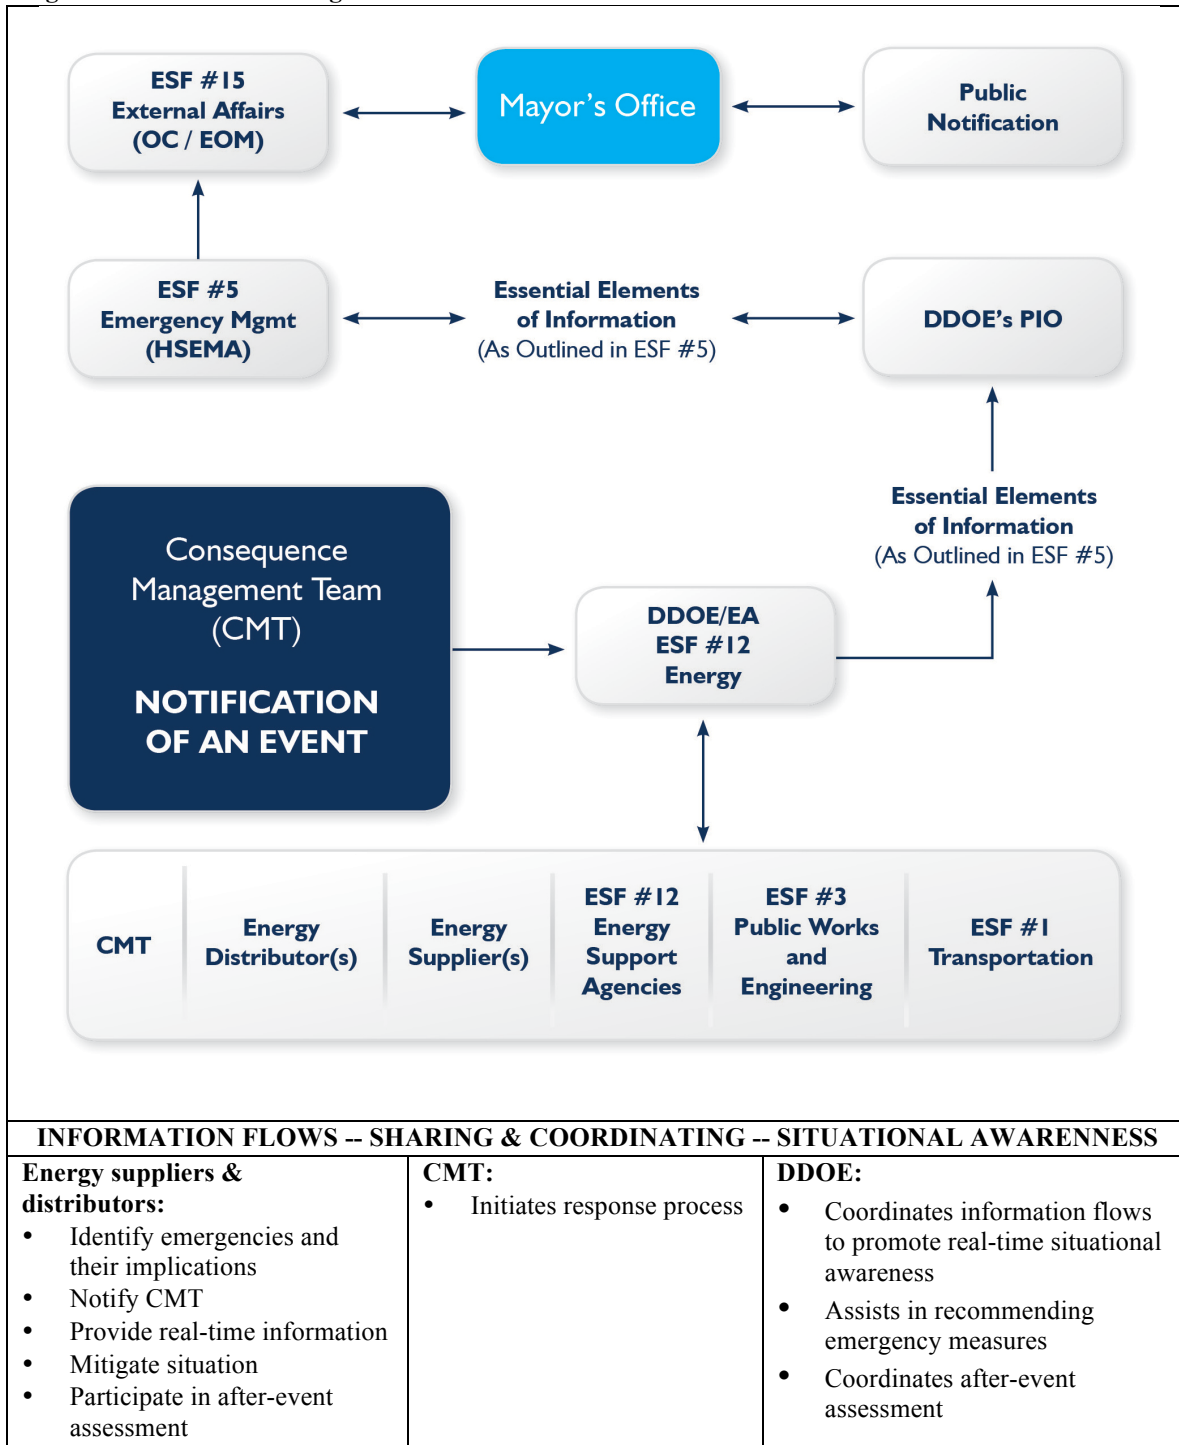 ESF #15
External Affairs
(OC / EOM)
Mayor's Office
Public
Notification
ESF #5
Emergency Mgmt
(HSEMA)
Essential Elements
of Information
(As Outlined in ESF #5)
DDOE's PIO
Essential Elements
of Information
(As Outlined in ESF #5)
Consequence
Management Team
(CMT)
NOTIFICATION
OF AN EVENT
DDOE/EA
ESF #12
Energy
CMT
Energy
Distributor(s)
Energy
Supplier(s)
ESF #12
Energy
Support
Agencies
ESF #3
Public Works
and
Engineering
ESF #1
Transportation
INFORMATION FLOWS -- SHARING & COORDINATING -- SITUATIONAL AWARENNESS
Energy suppliers &
distributors:
• Identify emergencies and
their implications
• Notify CMT
• Provide real-time information
• Mitigate situation
• Participate in after-event
assessment
CMT:
• Initiates response process
DDOE:
• Coordinates information flows
to promote real-time situational
awareness
• Assists in recommending
emergency measures
• Coordinates after-event
assessment